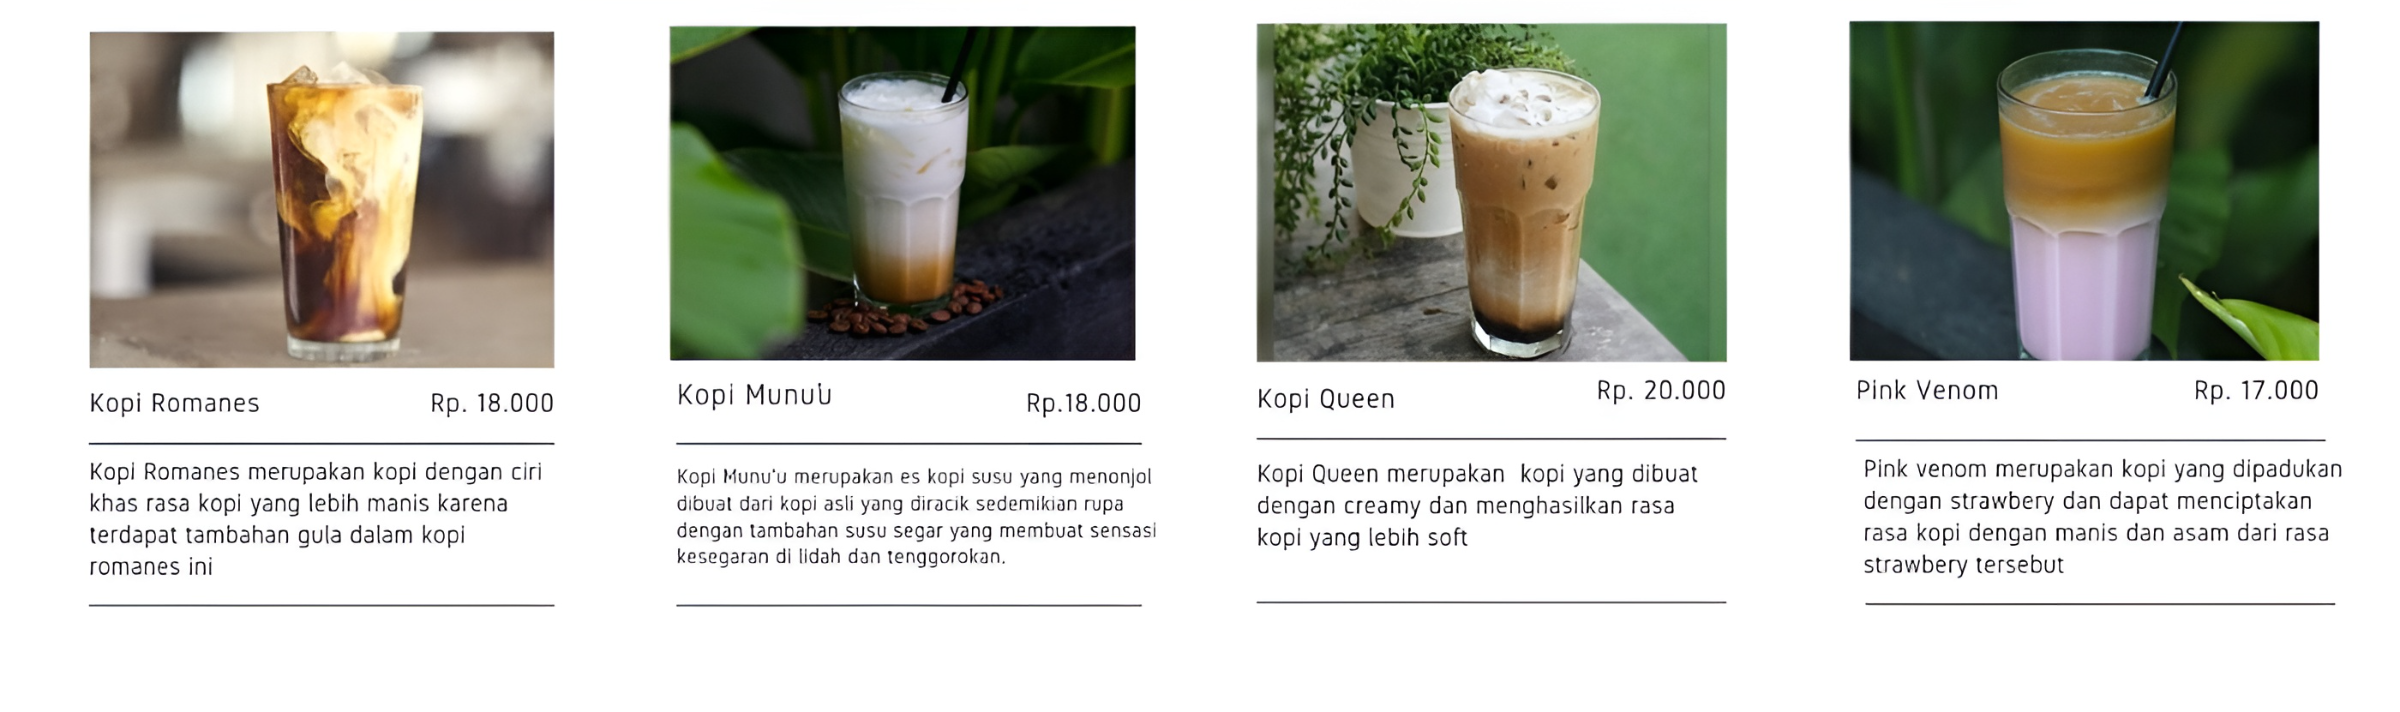 Kopi Romanes
Rp. 18.000
Kopi Romanes merupakan kopi dengan ciri
khas rasa kopi yang lebih manis karena
terdapat tambahan gula dalam kopi
romanes ini
Kopi Munu'u
Rp.18.000
Kopi Munu'u merupakan es kopi susu yang menonjol
dibuat dari kopi asli yang diracik sedemikian rupa
dengan tambahan susu segar yang membuat sensasi
kesegaran di lidah dan tenggorokan.
Kopi Queen
Rp. 20.000
Kopi Queen merupakan  kopi yang dibuat
dengan creamy dan menghasilkan rasa
kopi yang lebih soft
Pink Venom
Rp. 17.000
Pink venom merupakan kopi yang dipadukan
dengan strawbery dan dapat menciptakan
rasa kopi dengan manis dan asam dari rasa
strawbery tersebut